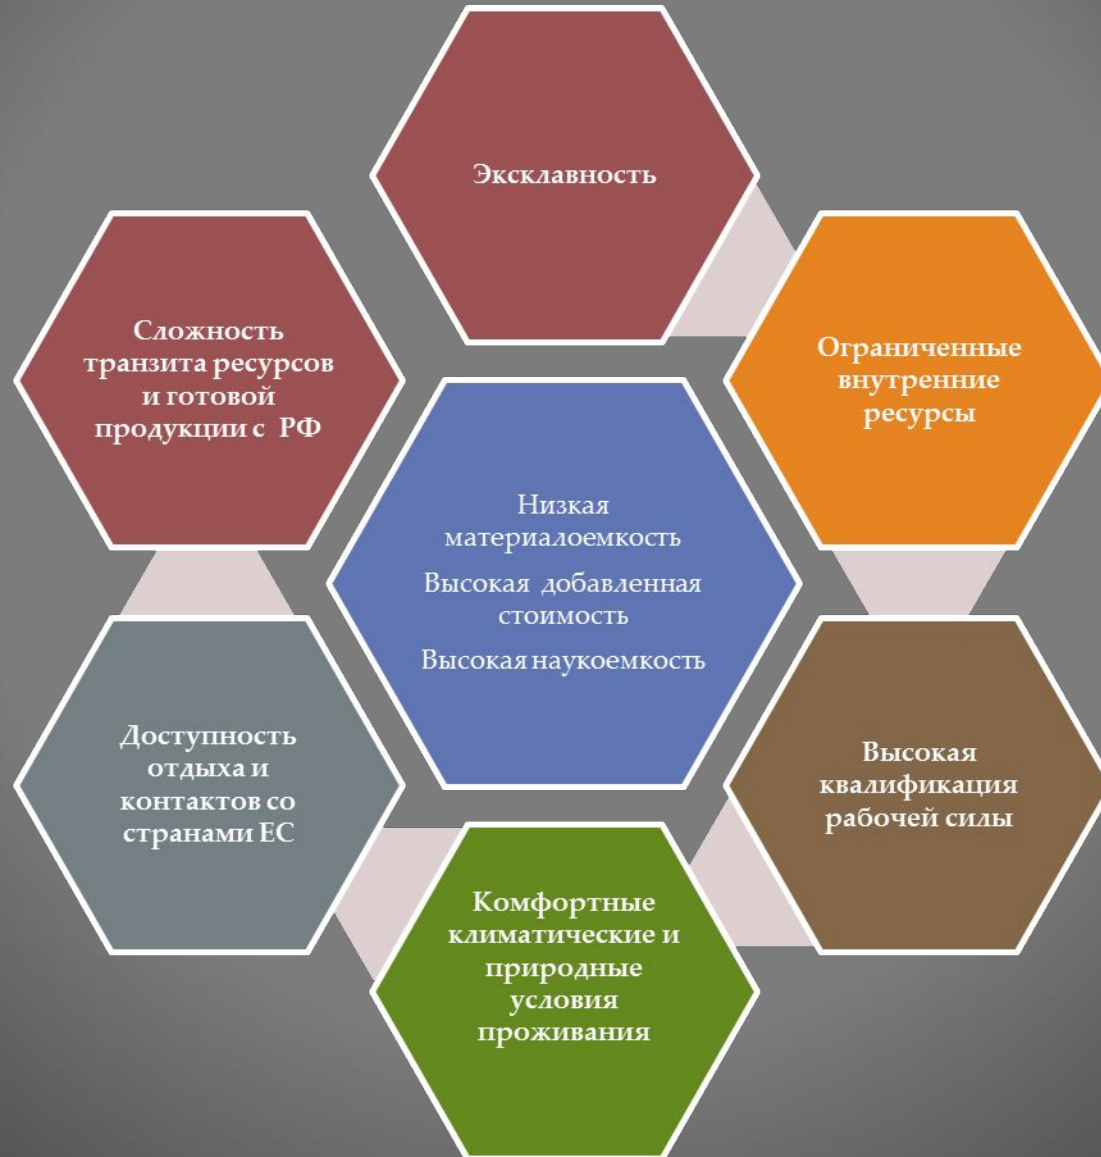 Эксклавность
Ограниченные
внутренние
ресурсы
Высокая
квалификация
рабочей силы
Комфортные
климатические и
природные
условия
проживания
Доступность
отдыха и
контактов со
странами ЕС
Сложность
транзита ресурсов
и готовой
продукции с РФ
Низкая
материалоемкость
Высокая добавленная
стоимость
Высокая наукоемкость